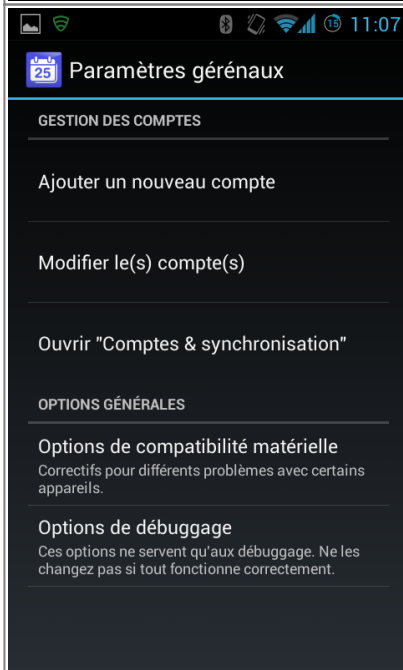 15 11:07
25 Paramètres gérénaux
GESTION DES COMPTES
Ajouter un nouveau compte
Modifier le(s) compte(s)
Ouvrir "Comptes & synchronisation"
OPTIONS GÉNÉRALES
Options de compatibilité matérielle
Correctifs pour différents problèmes avec certains
appareils.
Options de débuggage
Ces options ne servent qu'aux débuggage. Ne les
changez pas si tout fonctionne correctement.